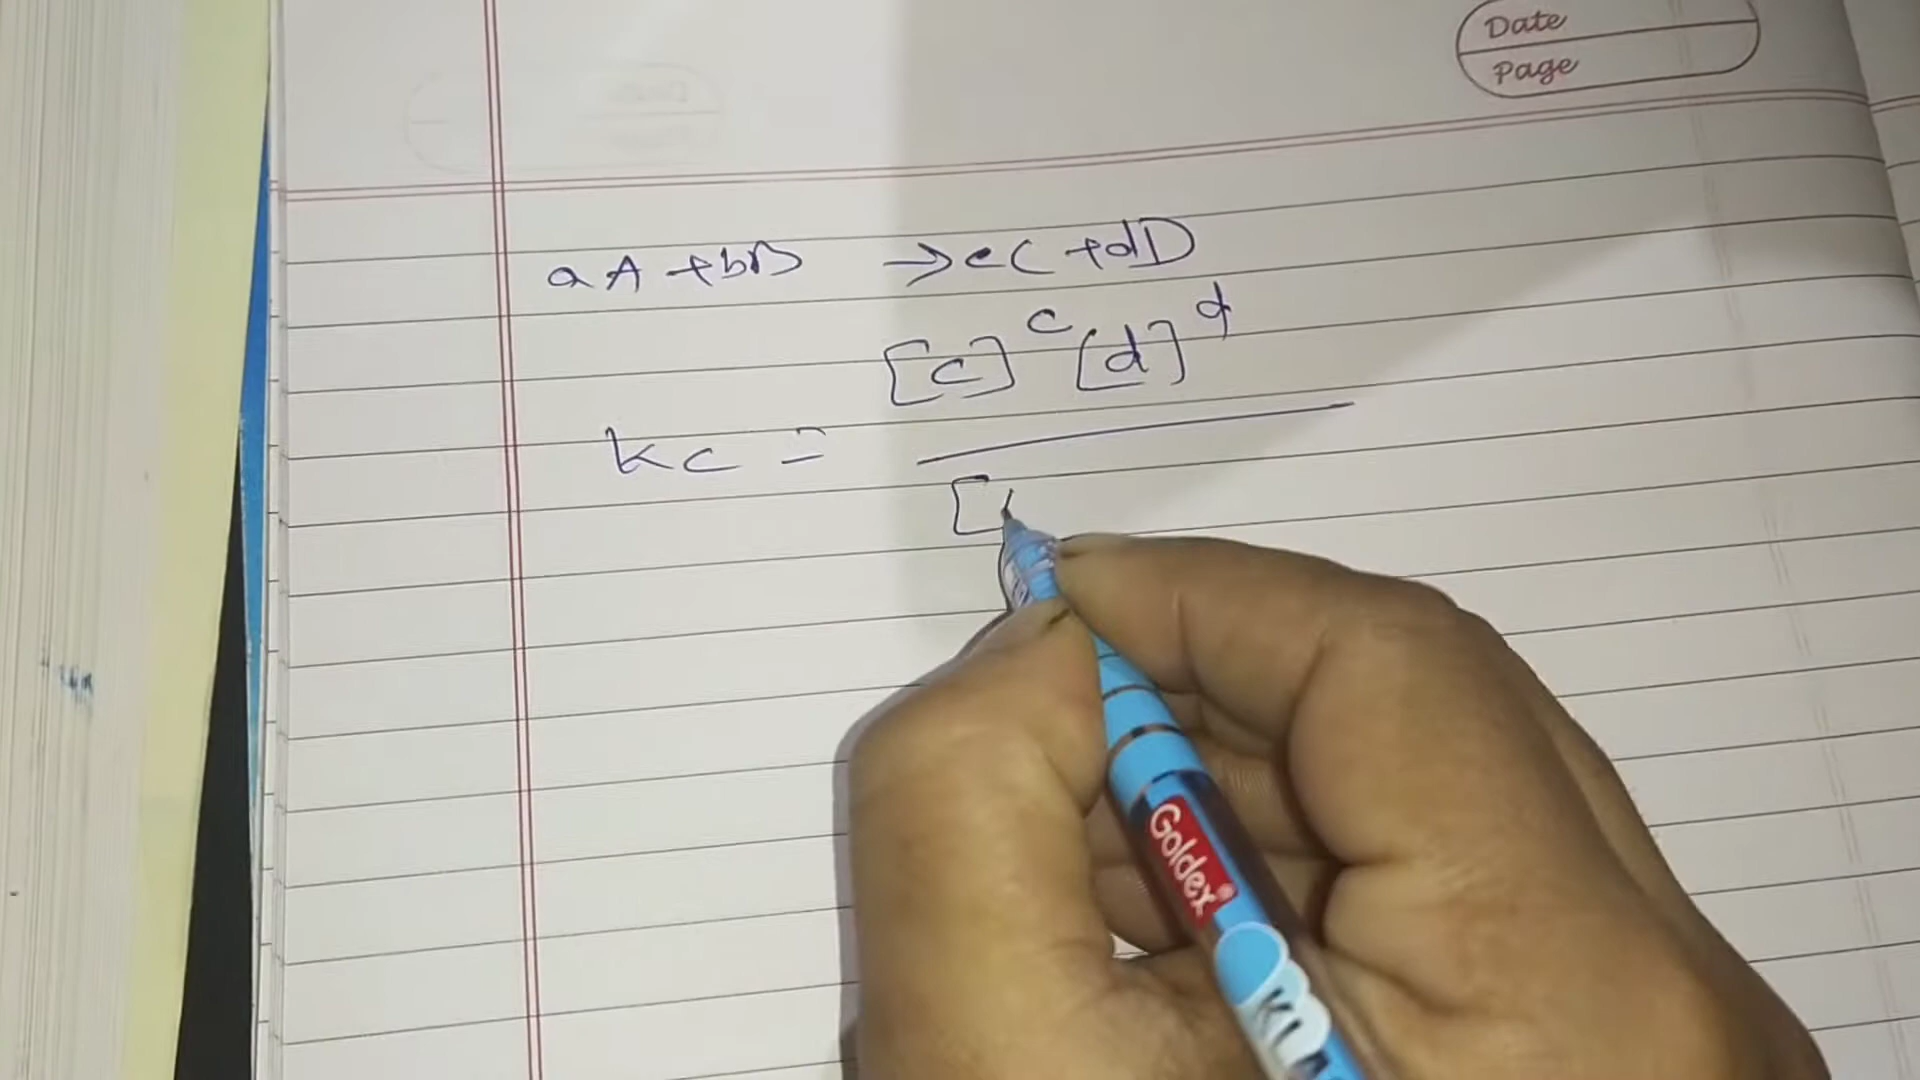 Date
Page
aA + bB → cC + dD
[c]^c [d]^d
kc = 
[
Goldex®